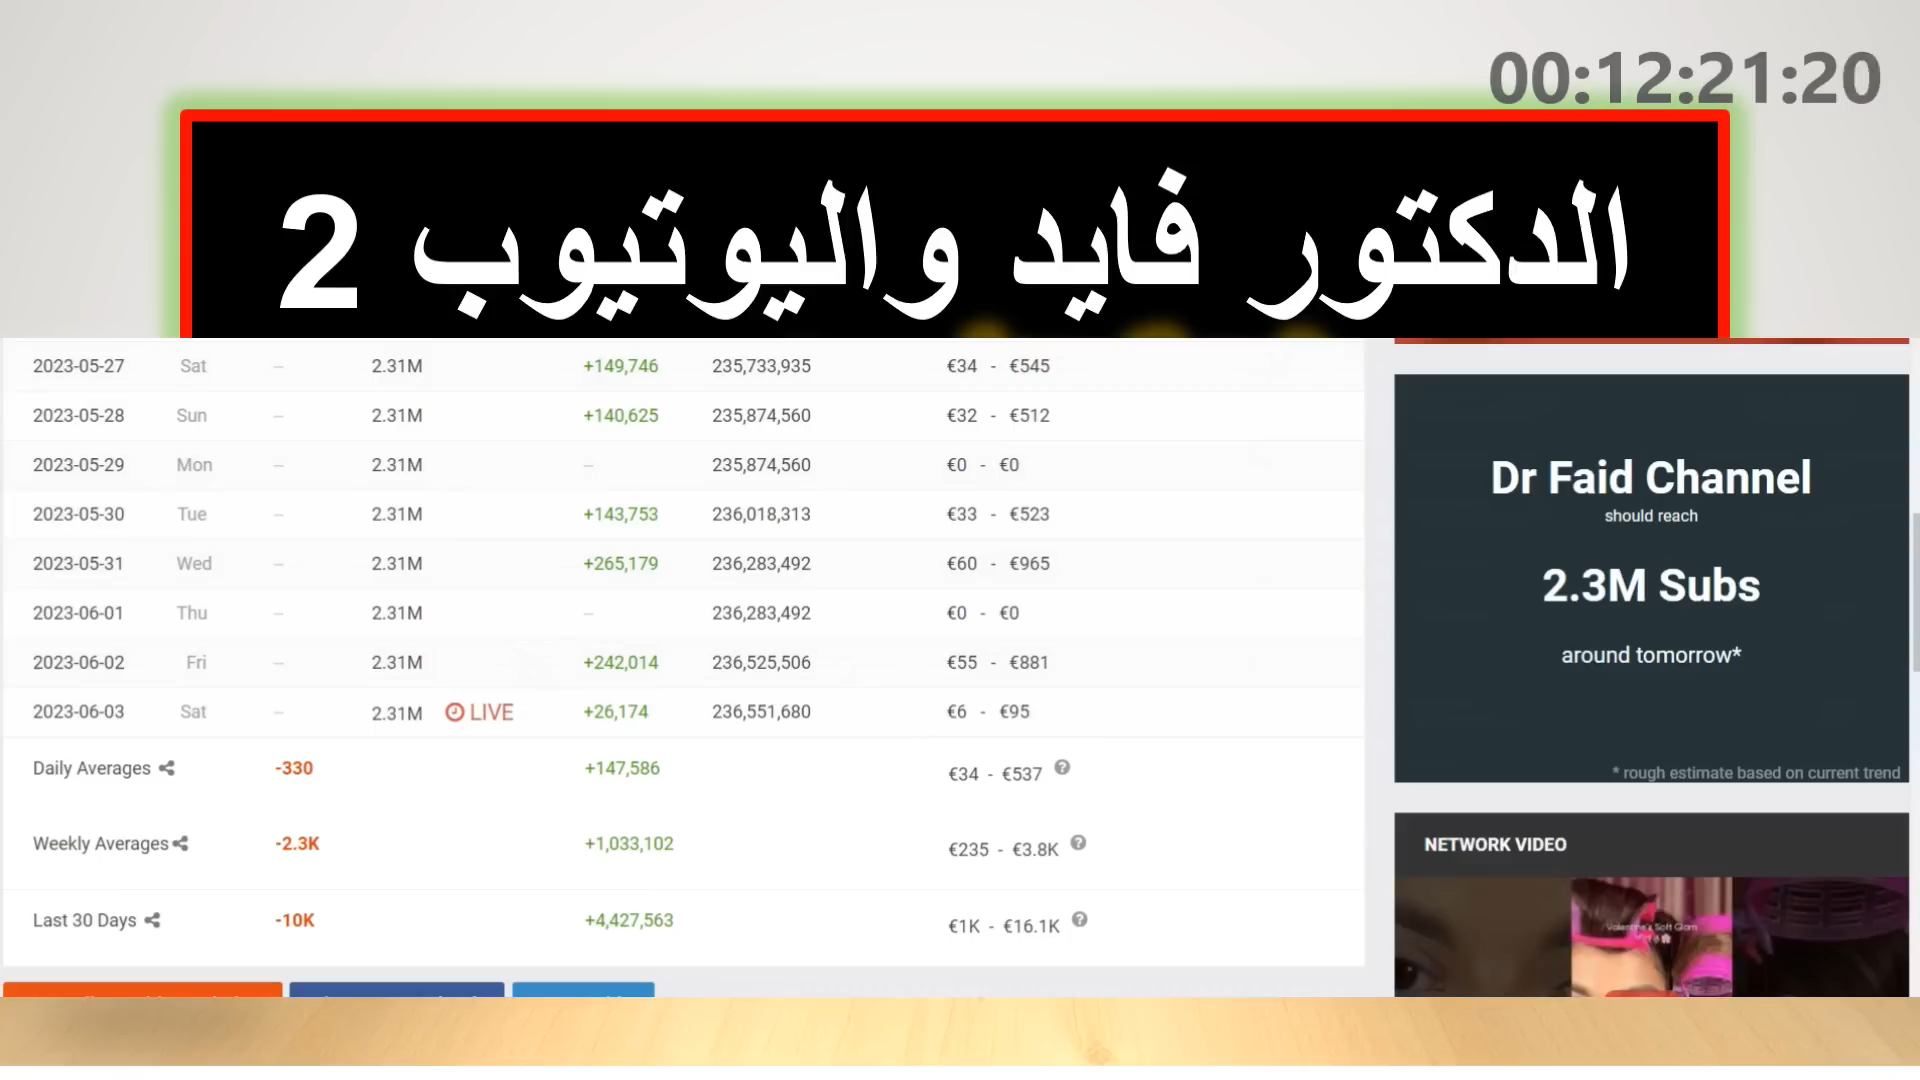 00:12:21:20
الدكتور فايد واليوتيوب 2
2023-05-27 Sat -- 2.31M +149,746 235,733,935 €34 - €545
2023-05-28 Sun -- 2.31M +140,625 235,874,560 €32 - €512
2023-05-29 Mon -- 2.31M -- 235,874,560 €0 - €0
2023-05-30 Tue -- 2.31M +143,753 236,018,313 €33 - €523
2023-05-31 Wed -- 2.31M +265,179 236,283,492 €60 - €965
2023-06-01 Thu -- 2.31M -- 236,283,492 €0 - €0
2023-06-02 Fri -- 2.31M +242,014 236,525,506 €55 - €881
2023-06-03 Sat -- 2.31M LIVE +26,174 236,551,680 €6 - €95
Daily Averages -330 +147,586 €34 - €537
Weekly Averages -2.3K +1,033,102 €235 - €3.8K
Last 30 Days -10K +4,427,563 €1K - €16.1K
Dr Faid Channel
should reach
2.3M Subs
around tomorrow*
* rough estimate based on current trend
NETWORK VIDEO
Valentine's Soft Glam